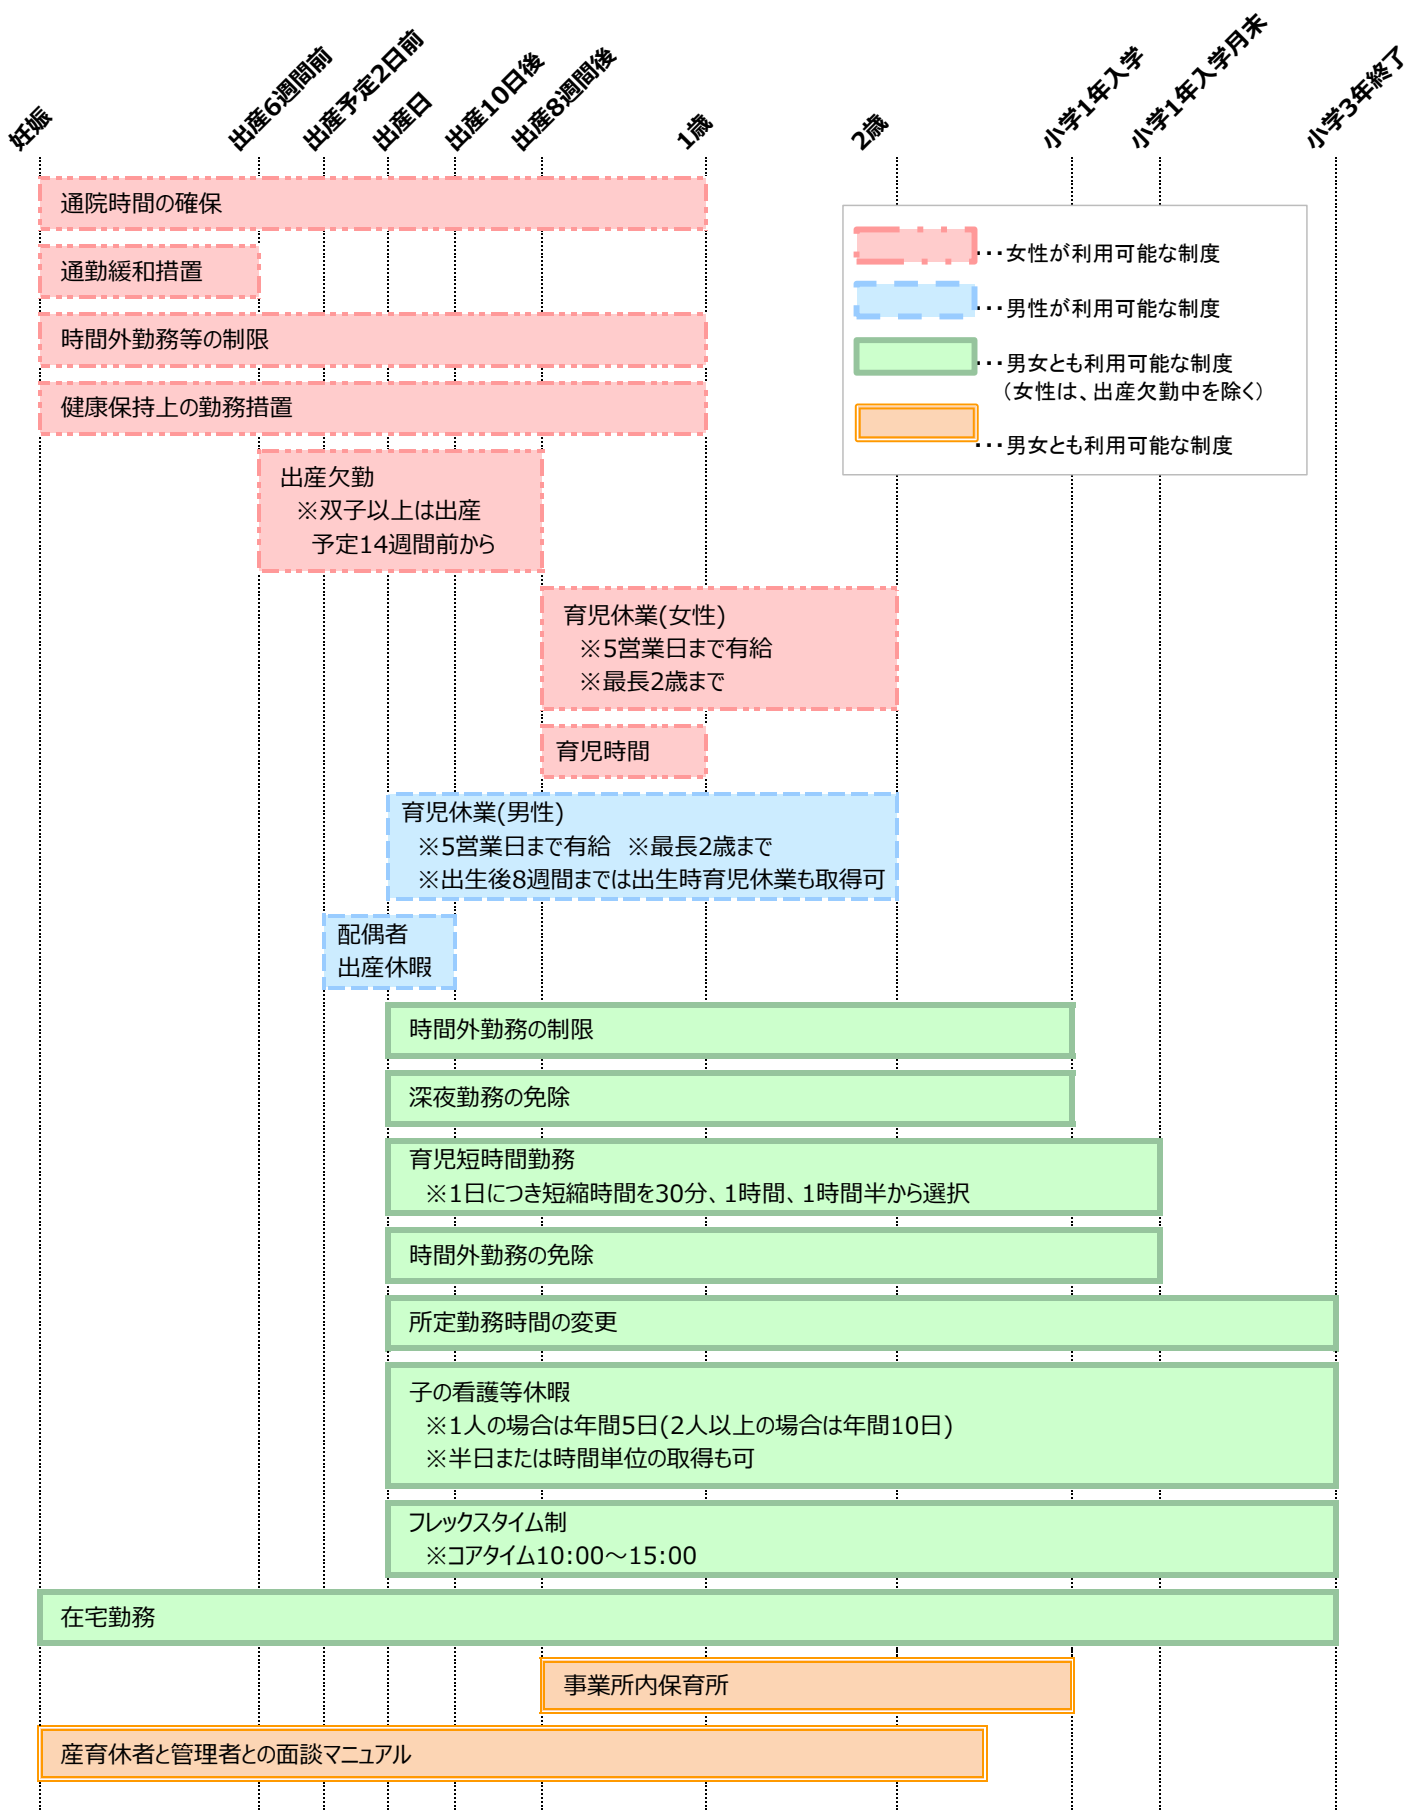 妊娠
出産6週間前
出産予定2日前
出産日
出産10日後
出産8週間後
1歳
2歳
小学1年入学
小学1年入学月末
小学3年終了
通院時間の確保
通勤緩和措置
時間外勤務等の制限
健康保持上の勤務措置
・・・女性が利用可能な制度
・・・男性が利用可能な制度
・・・男女とも利用可能な制度
（女性は、出産欠勤中を除く）
・・・男女とも利用可能な制度
出産欠勤
※双子以上は出産
予定14週間前から
育児休業(女性)
※5営業日まで有給
※最長2歳まで
育児時間
育児休業(男性)
※5営業日まで有給　※最長2歳まで
※出生後8週間までは出生時育児休業も取得可
配偶者
出産休暇
時間外勤務の制限
深夜勤務の免除
育児短時間勤務
※1日につき短縮時間を30分、1時間、1時間半から選択
時間外勤務の免除
所定勤務時間の変更
子の看護等休暇
※1人の場合は年間5日(2人以上の場合は年間10日)
※半日または時間単位の取得も可
フレックスタイム制
※コアタイム10:00～15:00
在宅勤務
事業所内保育所
産育休者と管理者との面談マニュアル